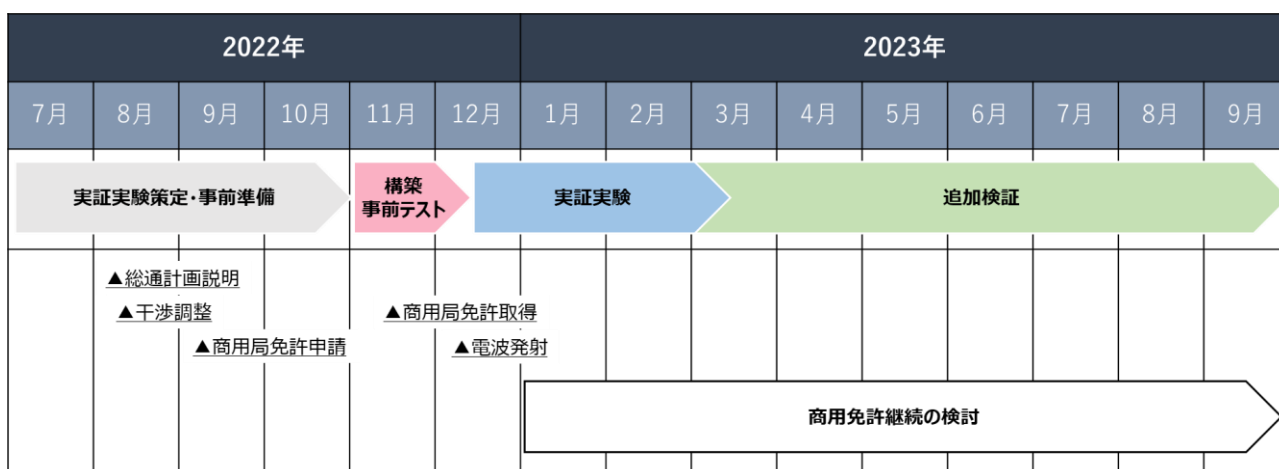 2022年
2023年
7月
8月
9月
10月
11月
12月
1月
2月
3月
4月
5月
6月
7月
8月
9月
実証実験策定・事前準備
構築
事前テスト
実証実験
追加検証
▲総通計画説明
▲干渉調整
▲商用局免許取得
▲商用局免許申請
▲電波発射
商用免許継続の検討